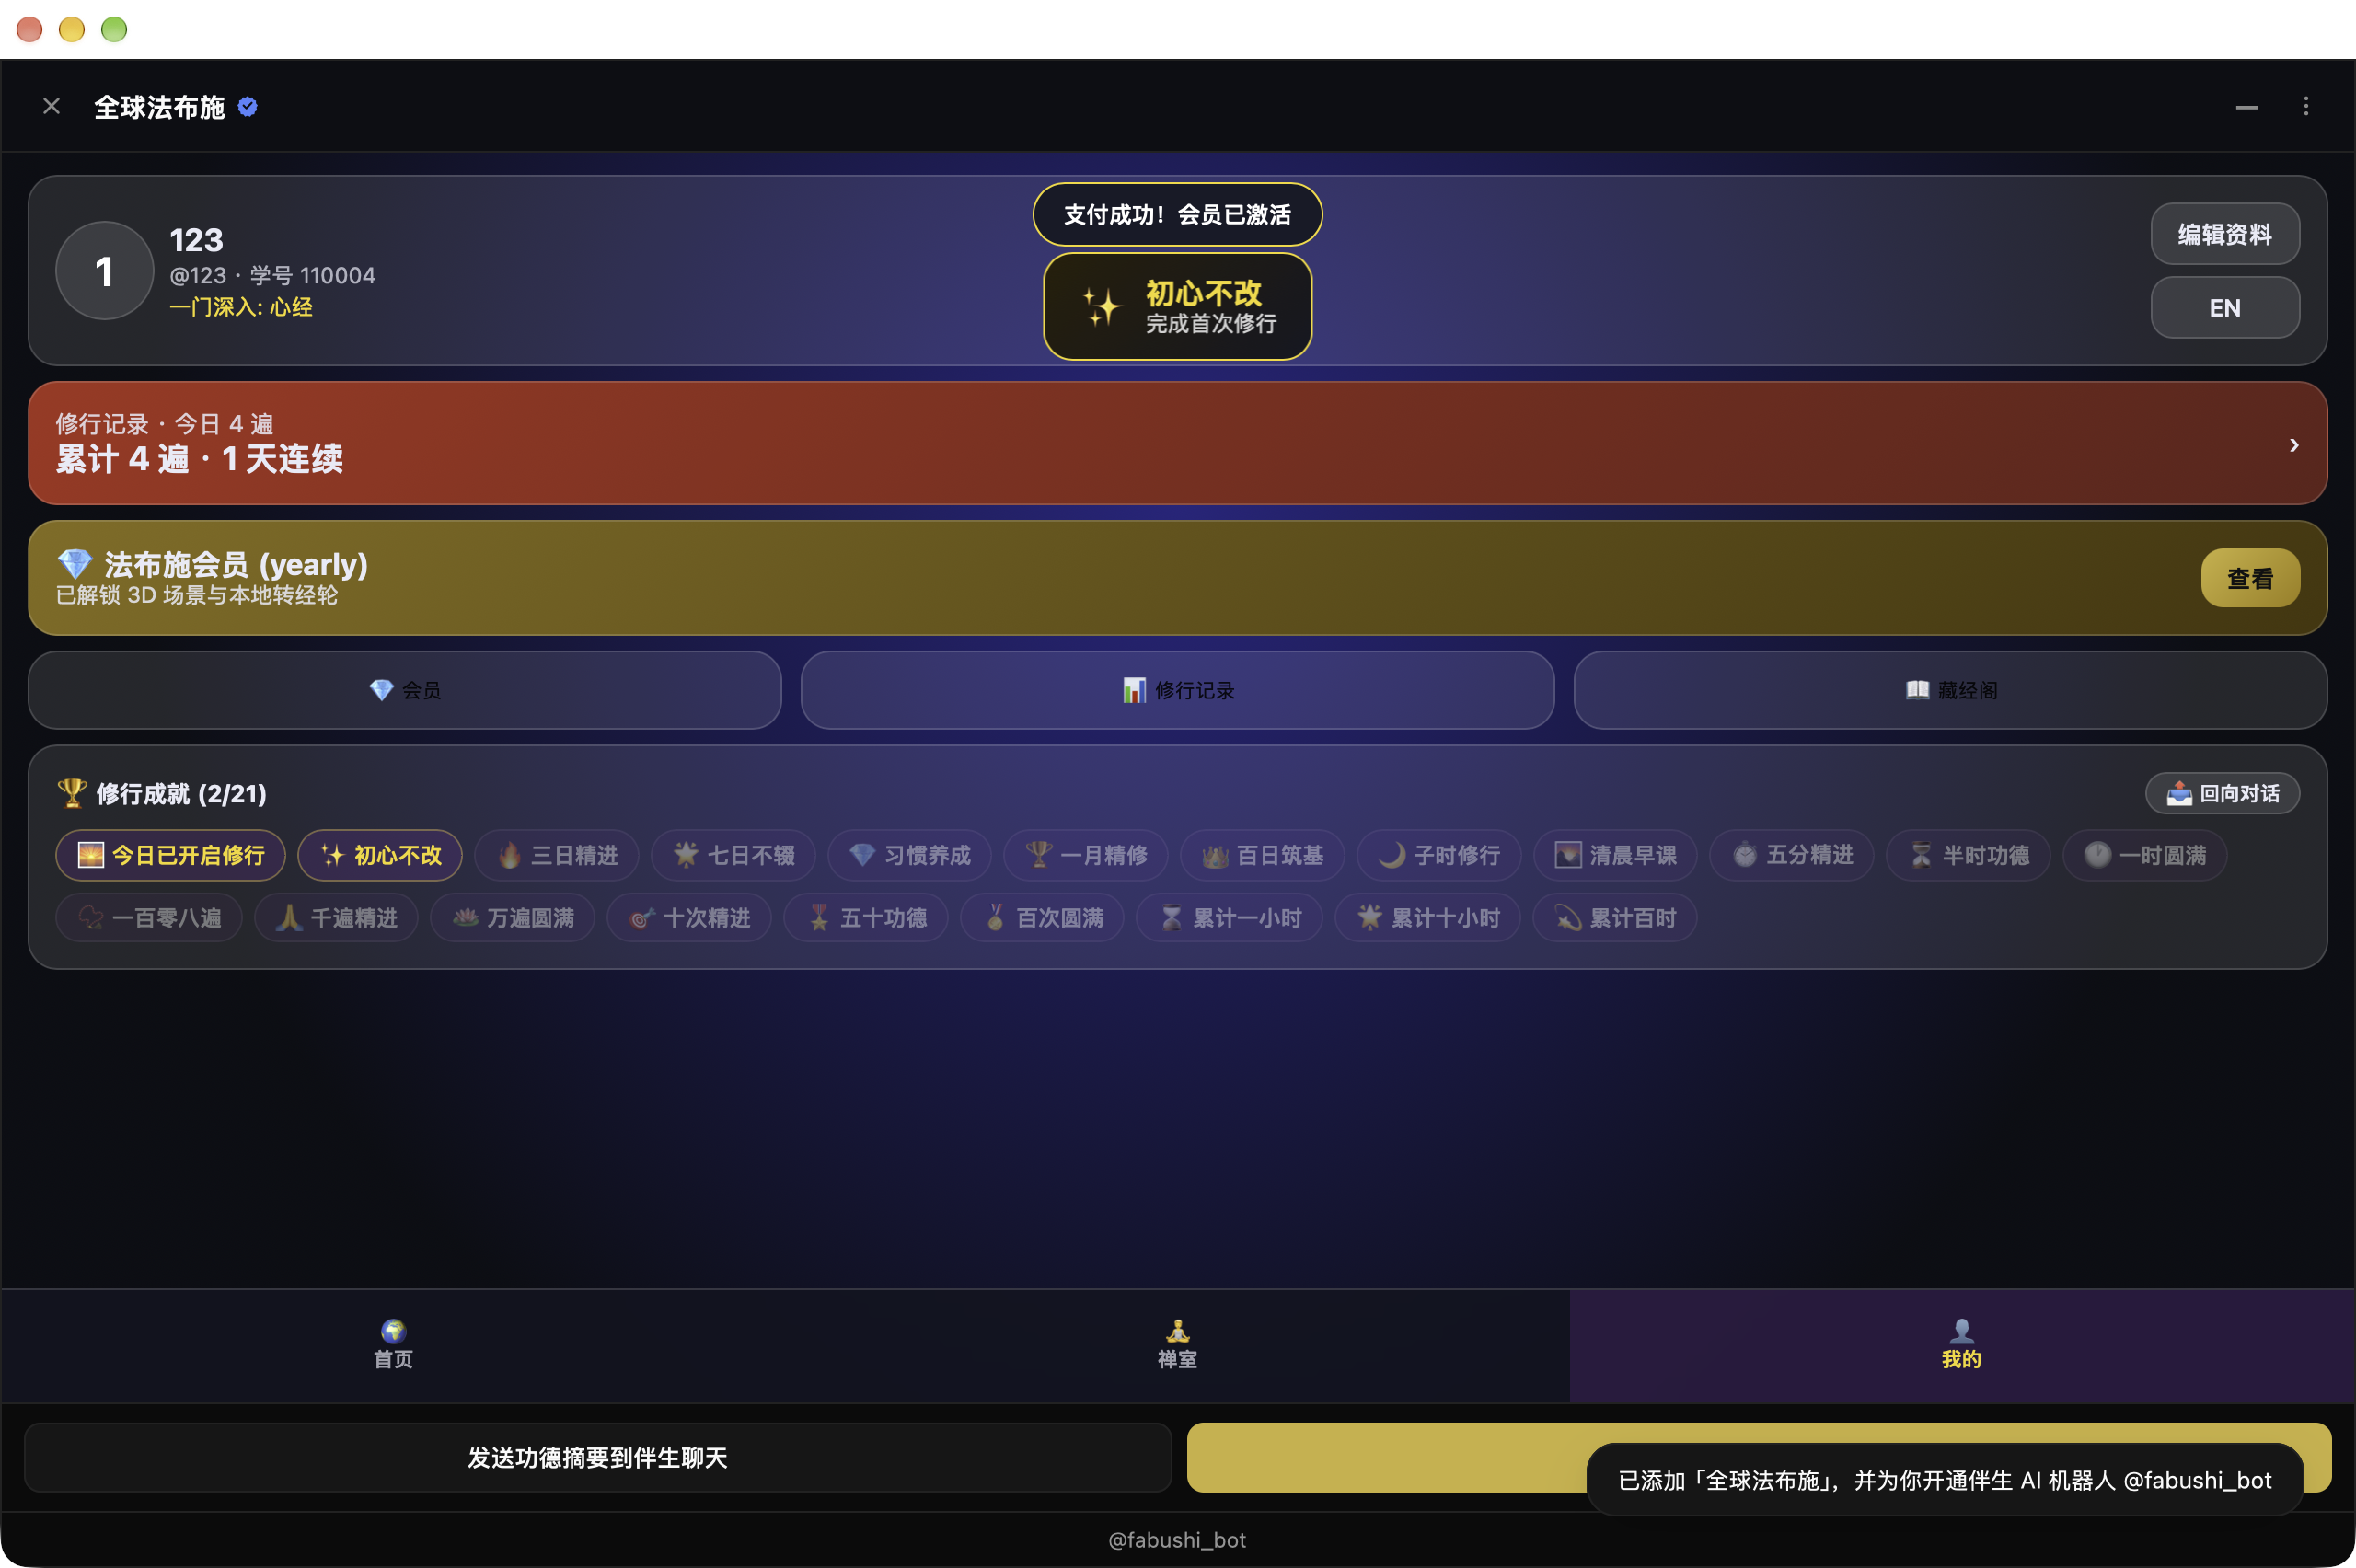 全球法布施
1
123
@123 · 学号 110004
一门深入: 心经
支付成功！会员已激活
初心不改
完成首次修行
编辑资料
EN
修行记录 · 今日 4 遍
累计 4 遍 · 1 天连续
法布施会员 (yearly)
已解锁 3D 场景与本地转经轮
查看
会员
修行记录
藏经阁
修行成就 (2/21)
回向对话
今日已开启修行 初心不改 三日精进 七日不辍 习惯养成 一月精修 百日筑基 子时修行 清晨早课 五分精进 半时功德 一时圆满
一百零八遍 千遍精进 万遍圆满 十次精进 五十功德 百次圆满 累计一小时 累计十小时 累计百时
首页
禅室
我的
发送功德摘要到伴生聊天
已添加「全球法布施」，并为你开通伴生 AI 机器人 @fabushi_bot
@fabushi_bot